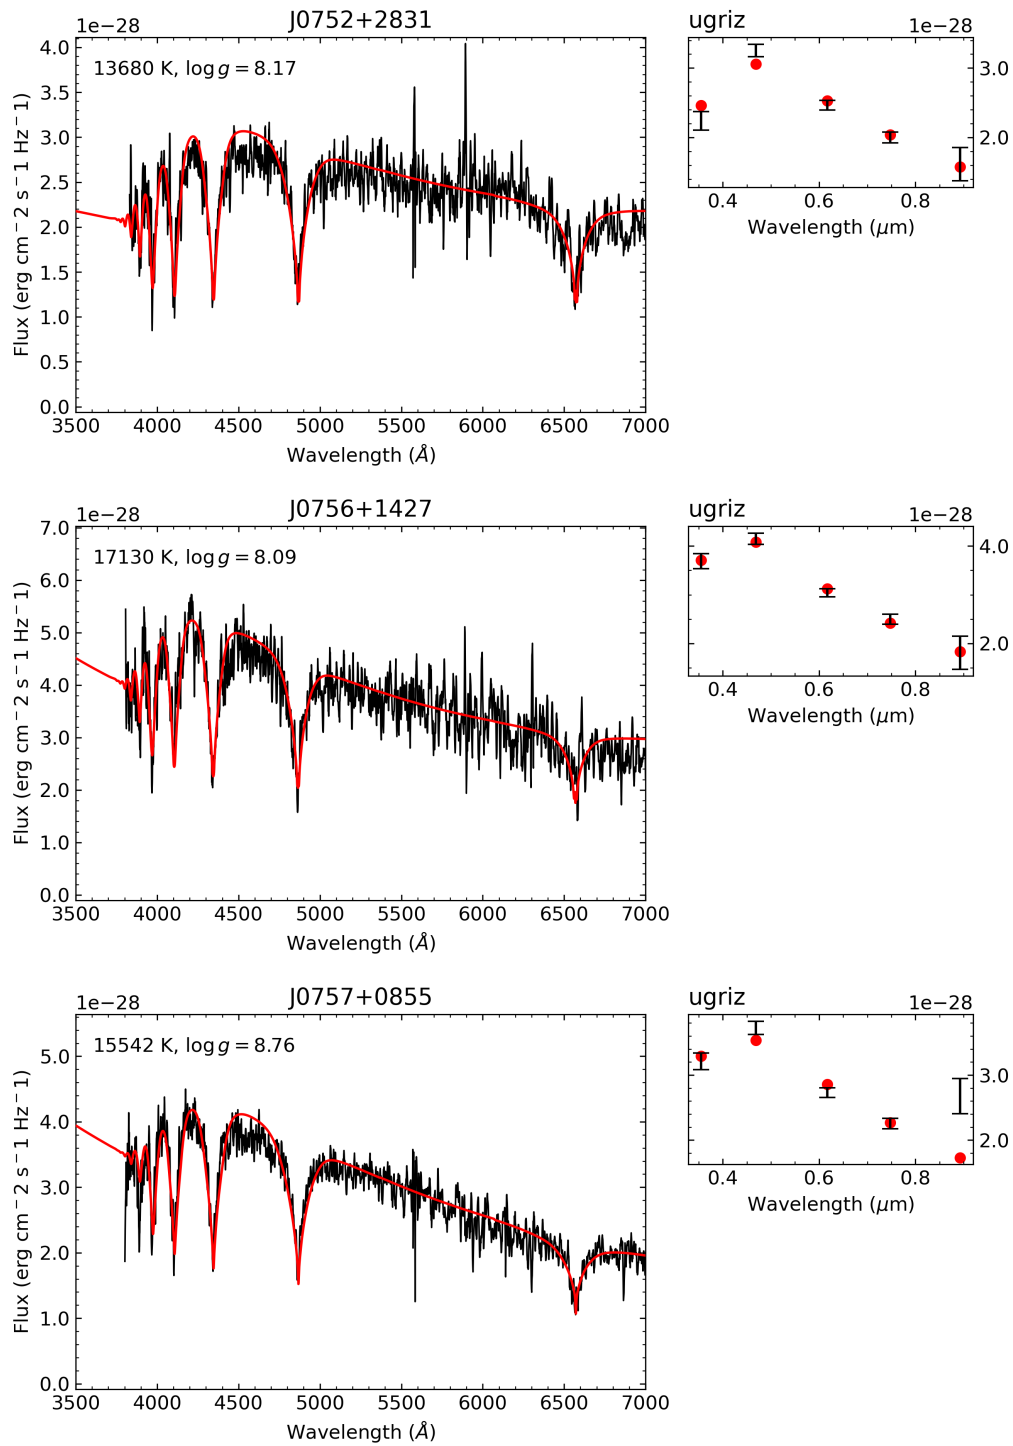 J0752+2831
1e−28
13680 K, log g = 8.17
Flux (erg cm−2 s−1 Hz−1)
4.0
3.5
3.0
2.5
2.0
1.5
1.0
0.5
0.0
3500 4000 4500 5000 5500 6000 6500 7000
Wavelength (Å)
ugriz 1e−28
3.0
2.0
0.4 0.6 0.8
Wavelength (μm)
J0756+1427
1e−28
17130 K, log g = 8.09
Flux (erg cm−2 s−1 Hz−1)
7.0
6.0
5.0
4.0
3.0
2.0
1.0
0.0
3500 4000 4500 5000 5500 6000 6500 7000
Wavelength (Å)
ugriz 1e−28
4.0
2.0
0.4 0.6 0.8
Wavelength (μm)
J0757+0855
1e−28
15542 K, log g = 8.76
Flux (erg cm−2 s−1 Hz−1)
5.0
4.0
3.0
2.0
1.0
0.0
3500 4000 4500 5000 5500 6000 6500 7000
Wavelength (Å)
ugriz 1e−28
3.0
2.0
0.4 0.6 0.8
Wavelength (μm)